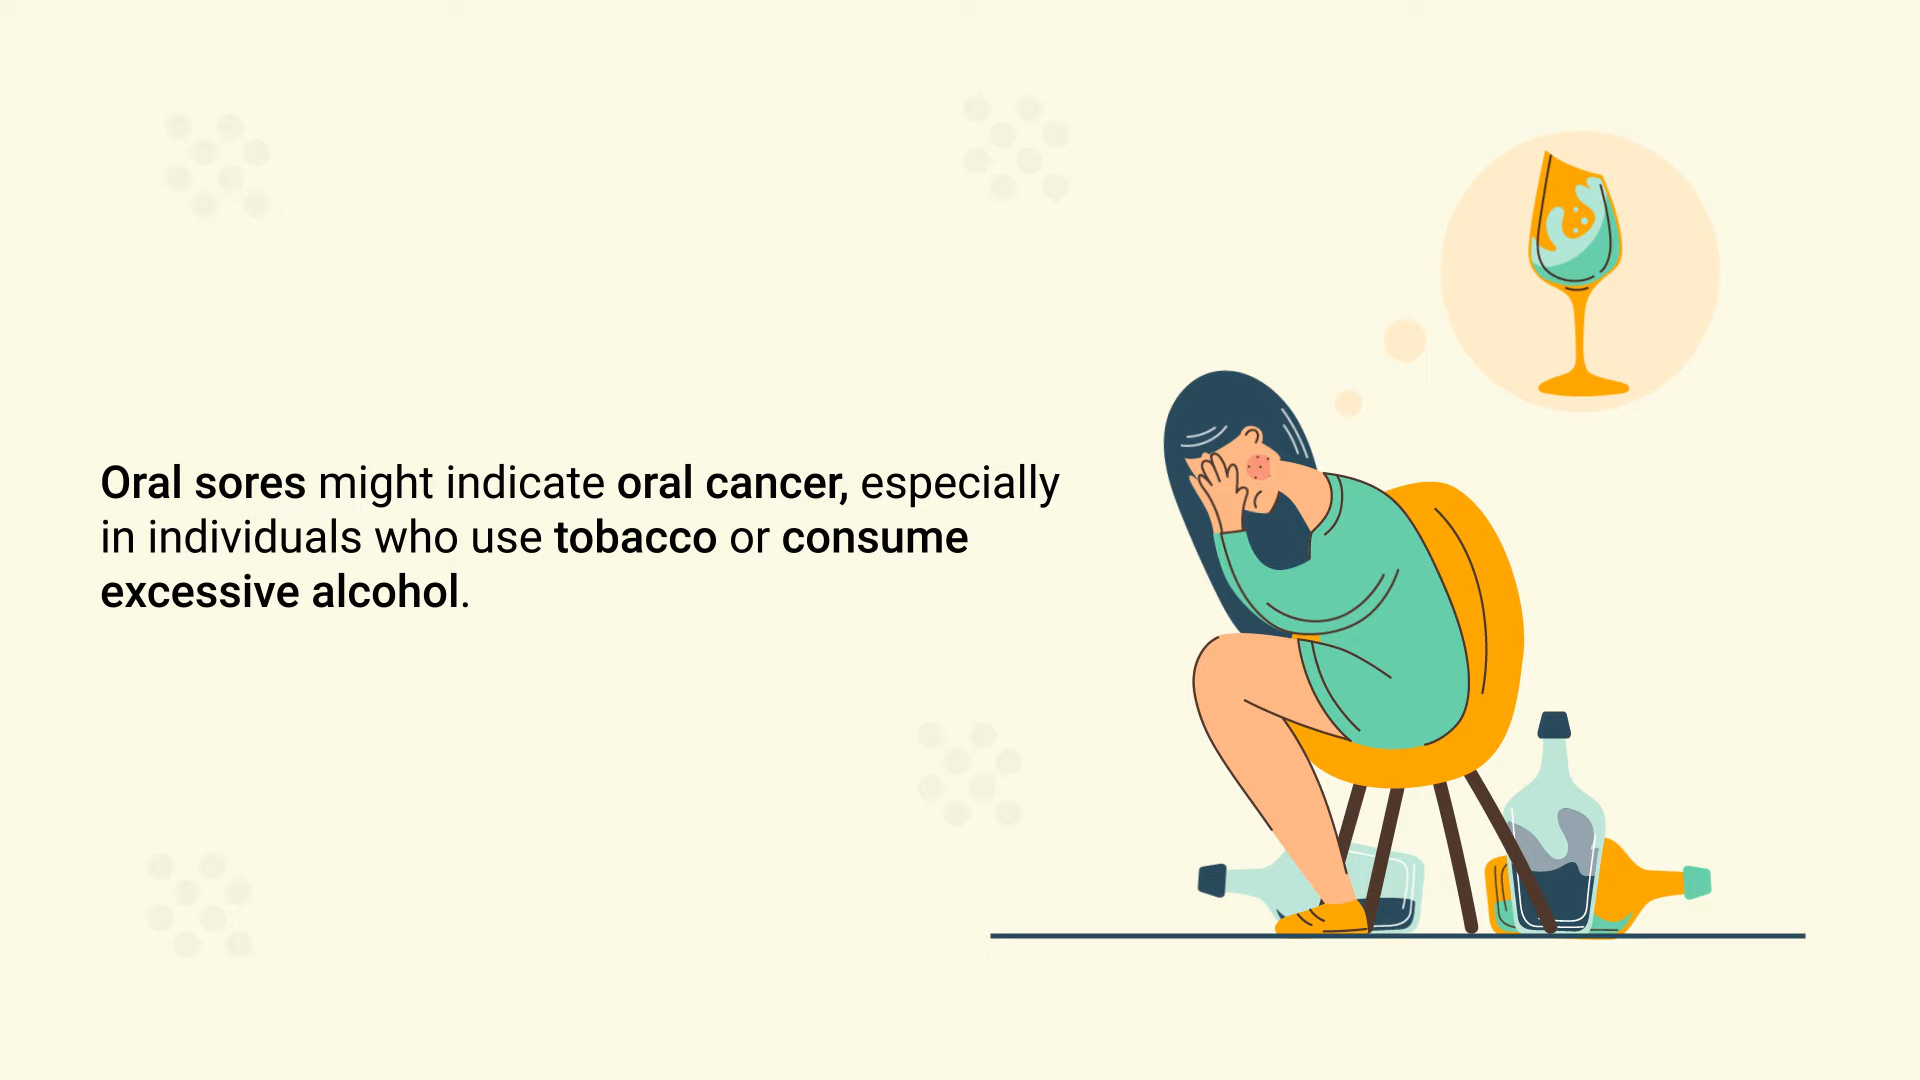 Oral sores might indicate oral cancer, especially
in individuals who use tobacco or consume
excessive alcohol.